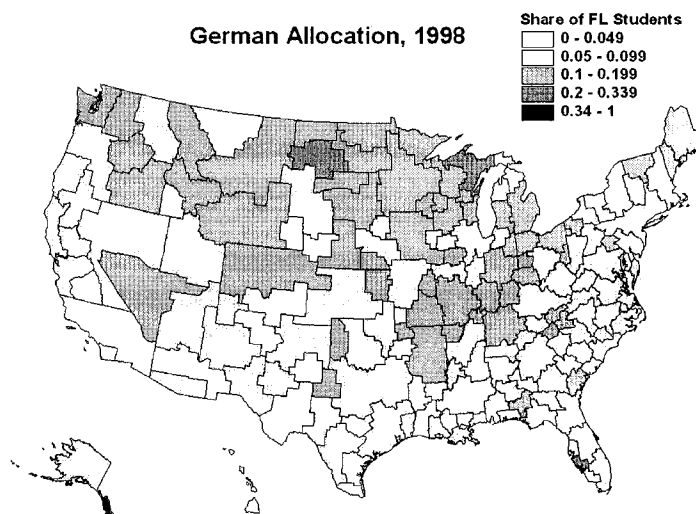 German Allocation, 1998
Share of FL Students
0 - 0.049
0.05 - 0.099
0.1 - 0.199
0.2 - 0.339
0.34 - 1